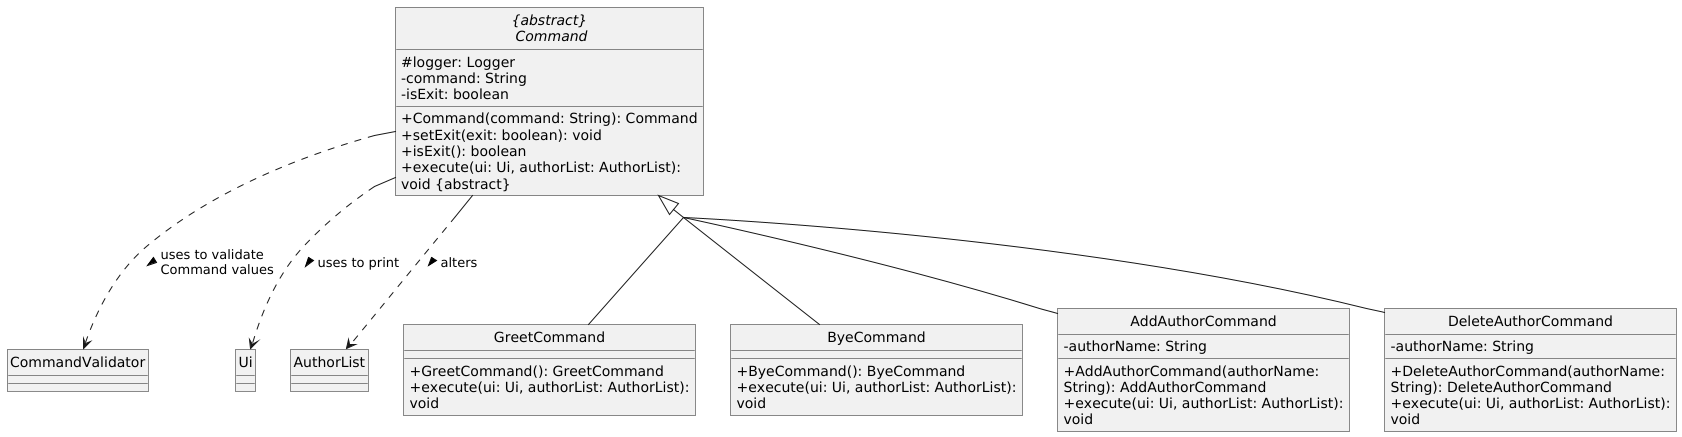 {abstract}
Command
#logger: Logger
-command: String
-isExit: boolean
+Command(command: String): Command
+setExit(exit: boolean): void
+isExit(): boolean
+execute(ui: Ui, authorList: AuthorList):
void {abstract}
uses to validate
Command values
uses to print
alters
CommandValidator
Ui
AuthorList
GreetCommand
+GreetCommand(): GreetCommand
+execute(ui: Ui, authorList: AuthorList):
void
ByeCommand
+ByeCommand(): ByeCommand
+execute(ui: Ui, authorList: AuthorList):
void
AddAuthorCommand
-authorName: String
+AddAuthorCommand(authorName:
String): AddAuthorCommand
+execute(ui: Ui, authorList: AuthorList):
void
DeleteAuthorCommand
-authorName: String
+DeleteAuthorCommand(authorName:
String): DeleteAuthorCommand
+execute(ui: Ui, authorList: AuthorList):
void